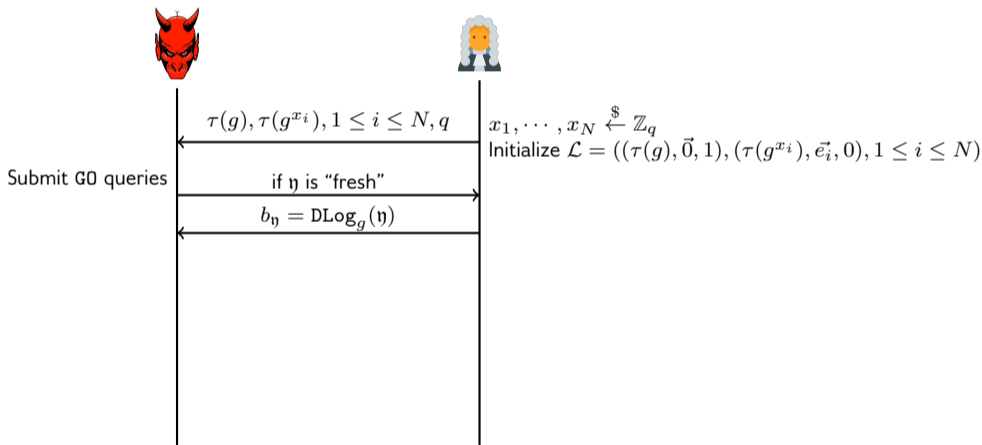 τ(g), τ(g^{x_i}), 1 ≤ i ≤ N, q
x_1, ⋯ , x_N ←$ ℤ_q
Initialize ℒ = ((τ(g), 0⃗, 1), (τ(g^{x_i}), e⃗_i, 0), 1 ≤ i ≤ N)
Submit GO queries
if 𝔶 is “fresh”
b_𝔶 = DLog_g(𝔶)